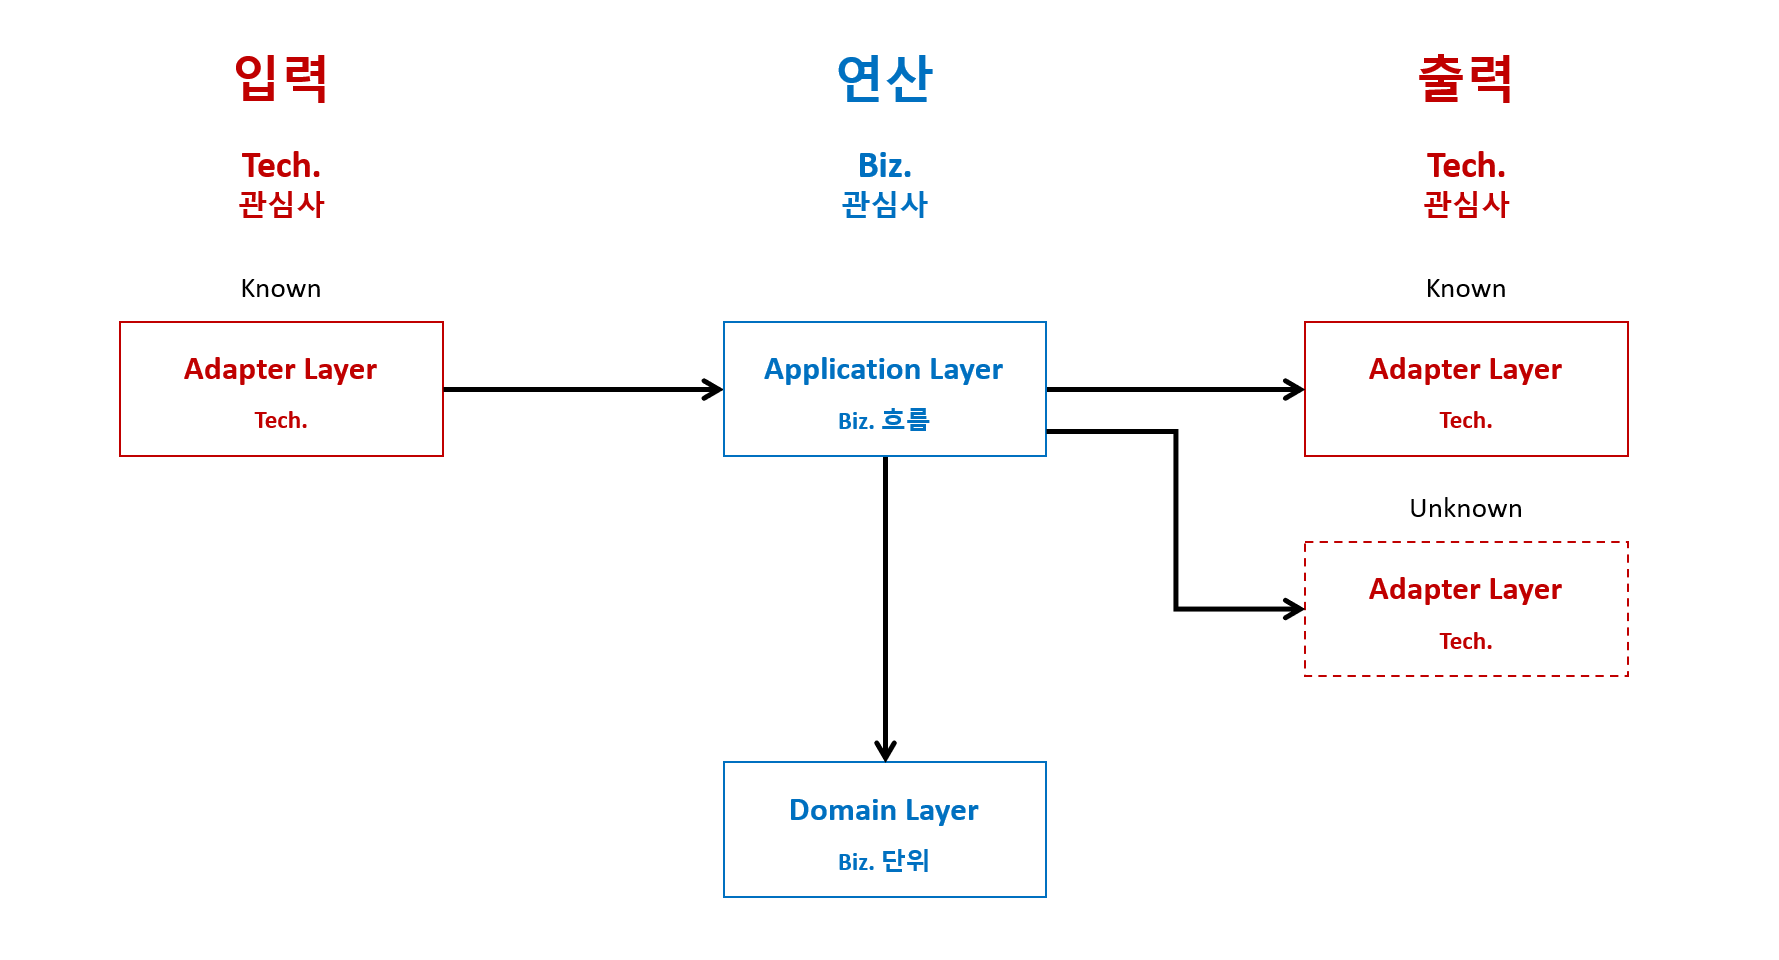 입력
연산
출력
Tech.
관심사
Biz.
관심사
Tech.
관심사
Known
Known
Adapter Layer
Tech.
Application Layer
Biz. 흐름
Adapter Layer
Tech.
Unknown
Adapter Layer
Tech.
Domain Layer
Biz. 단위